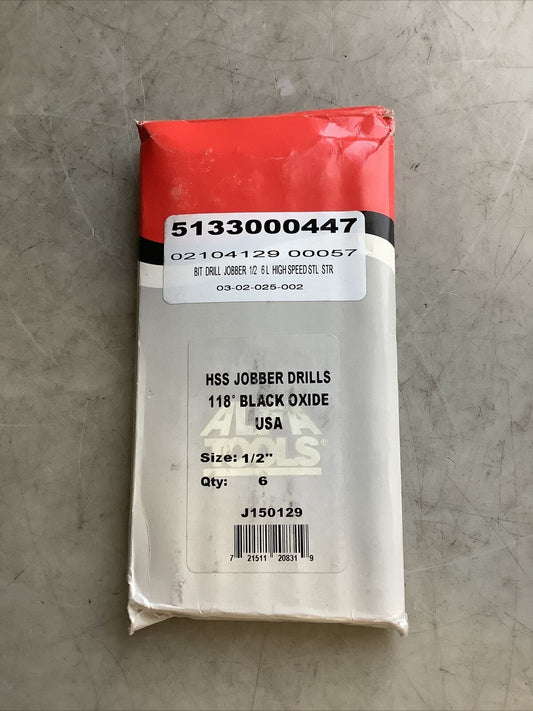 5133000447
02104129 00057
BIT DRILL JOBBER 1/2 6 L HIGH SPEED STL STR
03-02-025-002
HSS JOBBER DRILLS
118° BLACK OXIDE
USA
ALFA
TOOLS®
Size: 1/2"
Qty: 6
J150129
7 21511 20831 9